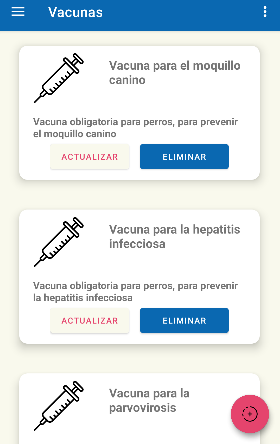 Vacunas
Vacuna para el moquillo
canino
Vacuna obligatoria para perros, para prevenir
el moquillo canino
ACTUALIZAR
ELIMINAR
Vacuna para la hepatitis
infecciosa
Vacuna obligatoria para perros, para prevenir
la hepatitis infecciosa
ACTUALIZAR
ELIMINAR
Vacuna para la
parvovirosis